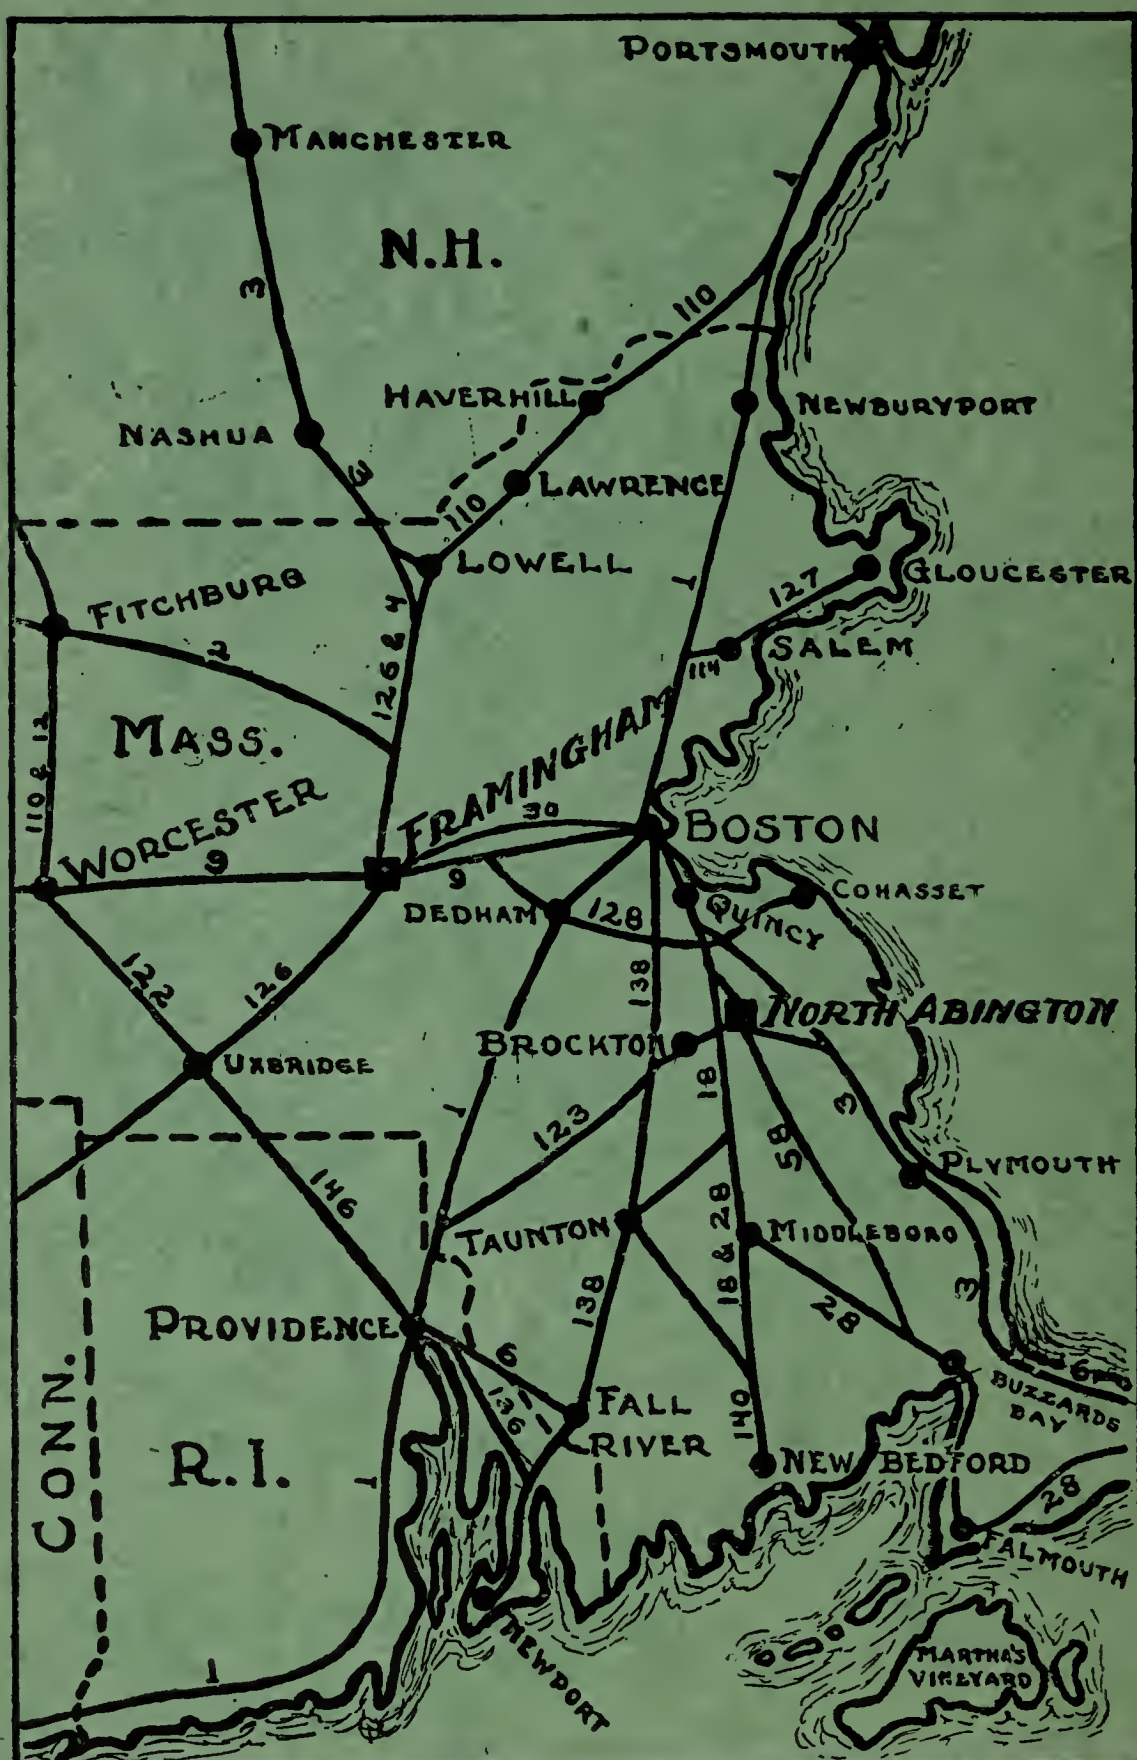 PORTSMOUTH
MANCHESTER
1
N.H.
3
110
HAVERHILL
NEWBURYPORT
NASHUA
3
LAWRENCE
110
LOWELL
GLOUCESTER
127
1
FITCHBURG
126 & 4
SALEM
114
2
MASS.
110 & 12
FRAMINGHAM
WORCESTER
30
BOSTON
9
9
COHASSET
DEDHAM
128
QUINCY
122
126
138
NORTH ABINGTON
BROCKTON
UXBRIDGE
18
3
1
123
58
PLYMOUTH
146
TAUNTON
18 & 28
MIDDLEBORO
3
138
28
PROVIDENCE
6
6
BUZZARDS
BAY
CONN.
136
FALL
RIVER
140
R.I.
1
NEW BEDFORD
28
FALMOUTH
NEWPORT
1
MARTHA'S
VINEYARD